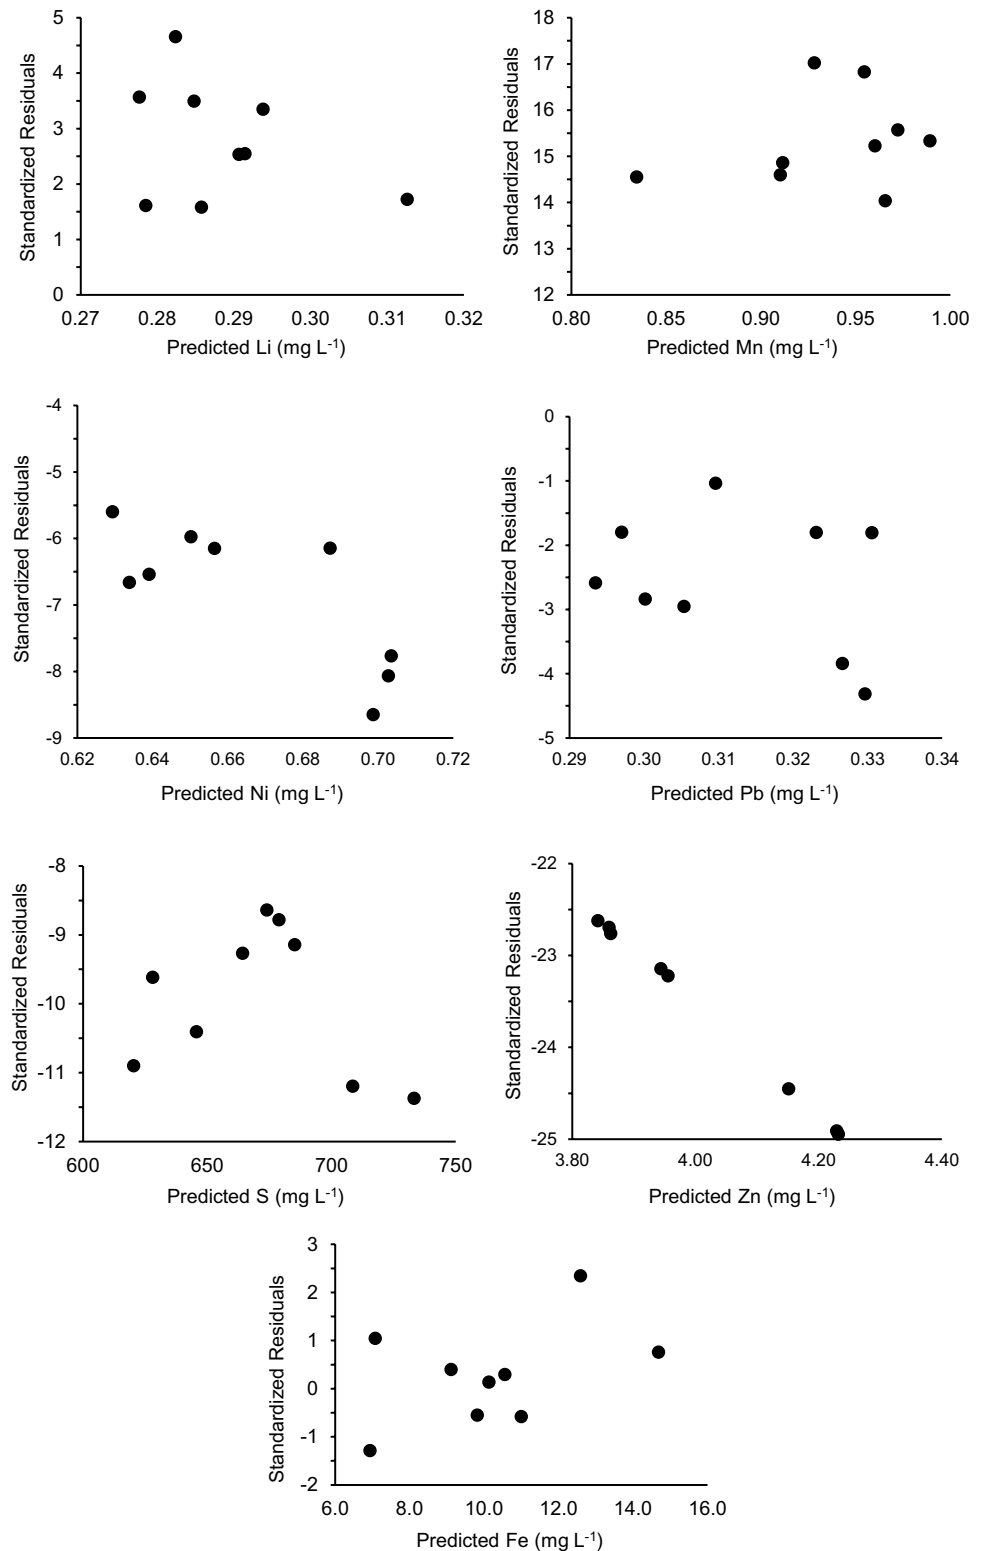 5
4
3
2
1
0
Standardized Residuals
0.27 0.28 0.29 0.30 0.31 0.32
Predicted Li (mg L-1)
18
17
16
15
14
13
12
Standardized Residuals
0.80 0.85 0.90 0.95 1.00
Predicted Mn (mg L-1)
-4
-5
-6
-7
-8
-9
Standardized Residuals
0.62 0.64 0.66 0.68 0.70 0.72
Predicted Ni (mg L-1)
0
-1
-2
-3
-4
-5
Standardized Residuals
0.29 0.30 0.31 0.32 0.33 0.34
Predicted Pb (mg L-1)
-8
-9
-10
-11
-12
Standardized Residuals
600 650 700 750
Predicted S (mg L-1)
-22
-23
-24
-25
Standardized Residuals
3.80 4.00 4.20 4.40
Predicted Zn (mg L-1)
3
2
1
0
-1
-2
Standardized Residuals
6.0 8.0 10.0 12.0 14.0 16.0
Predicted Fe (mg L-1)